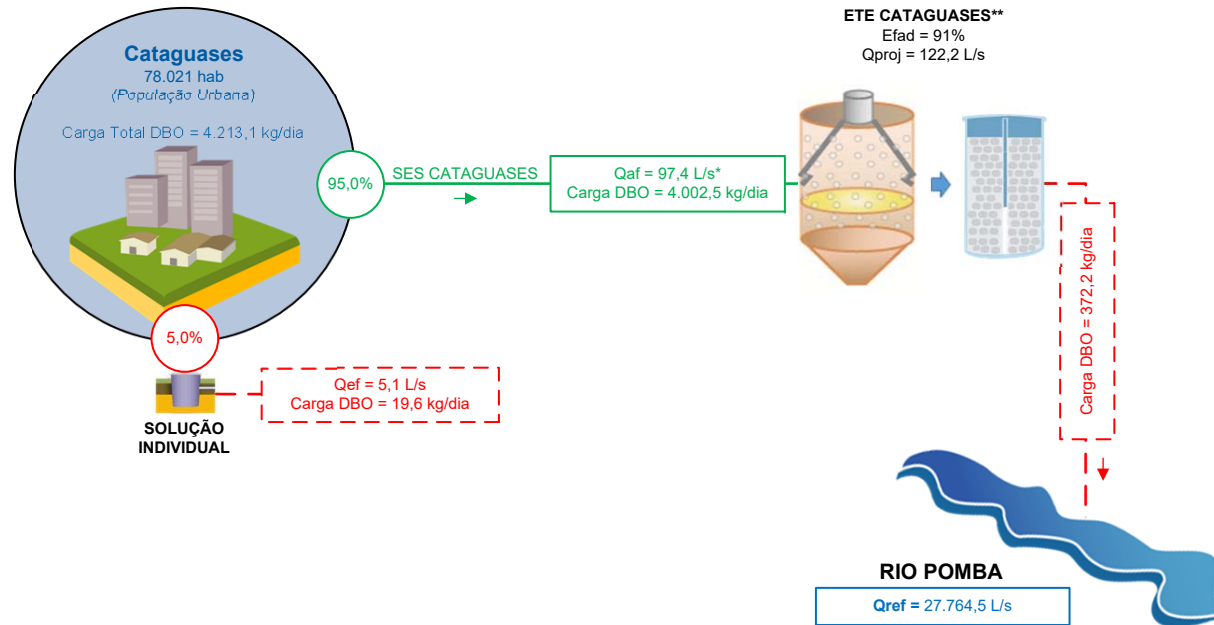 Cataguases
78.021 hab
(População Urbana)
Carga Total DBO = 4.213,1 kg/dia
95,0%
SES CATAGUASES
Qaf = 97,4 L/s*
Carga DBO = 4.002,5 kg/dia
ETE CATAGUASES**
Efad = 91%
Qproj = 122,2 L/s
Carga DBO = 372,2 kg/dia
5,0%
Qef = 5,1 L/s
Carga DBO = 19,6 kg/dia
SOLUÇÃO
INDIVIDUAL
RIO POMBA
Qref = 27.764,5 L/s